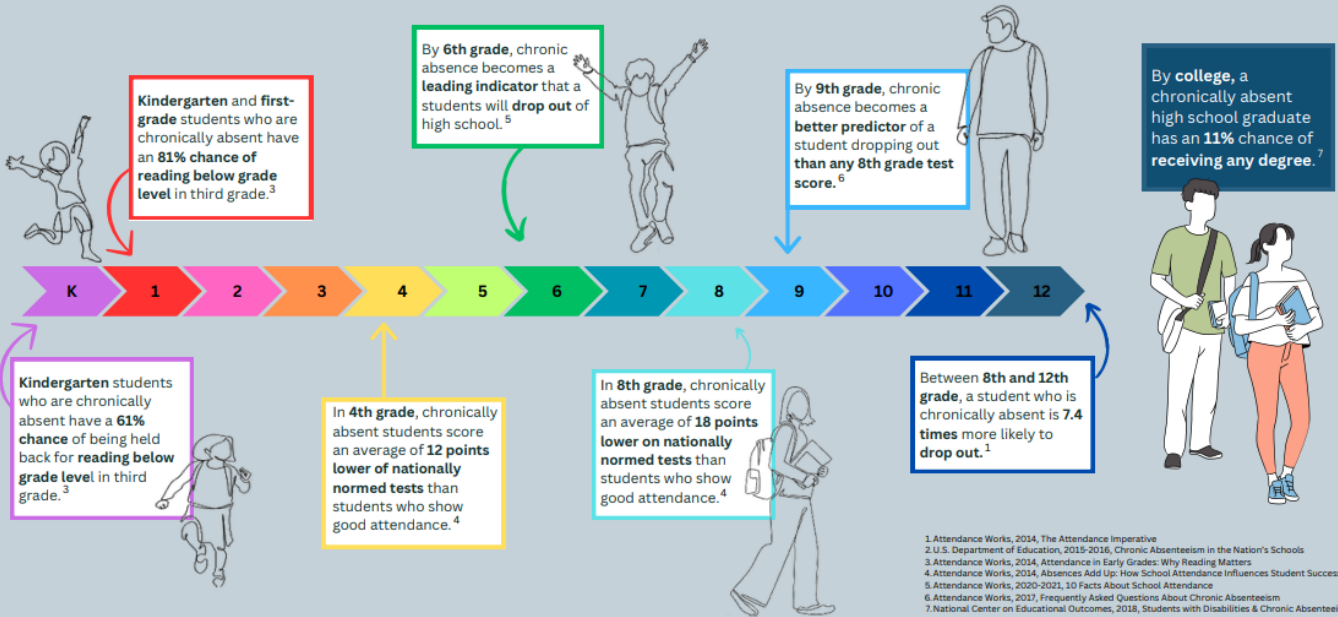 Kindergarten and first-
grade students who are
chronically absent have
an 81% chance of
reading below grade
level in third grade.3
By 6th grade, chronic
absence becomes a
leading indicator that a
students will drop out of
high school. 5
By 9th grade, chronic
absence becomes a
better predictor of a
student dropping out
than any 8th grade test
score. 6
By college, a
chronically absent
high school graduate
has an 11% chance of
receiving any degree. 7
K 1 2 3 4 5 6 7 8 9 10 11 12
Kindergarten students
who are chronically
absent have a 61%
chance of being held
back for reading below
grade level in third
grade. 3
In 4th grade, chronically
absent students score
an average of 12 points
lower of nationally
normed tests than
students who show
good attendance. 4
In 8th grade, chronically
absent students score
an average of 18 points
lower on nationally
normed tests than
students who show
good attendance. 4
Between 8th and 12th
grade, a student who is
chronically absent is 7.4
times more likely to
drop out. 1
1. Attendance Works, 2014, The Attendance Imperative
2. U.S. Department of Education, 2015-2016, Chronic Absenteeism in the Nation's Schools
3. Attendance Works, 2014, Attendance in Early Grades: Why Reading Matters
4. Attendance Works, 2014, Absences Add Up: How School Attendance Influences Student Success
5. Attendance Works, 2020-2021, 10 Facts About School Attendance
6. Attendance Works, 2017, Frequently Asked Questions About Chronic Absenteeism
7. National Center on Educational Outcomes, 2018, Students with Disabilities & Chronic